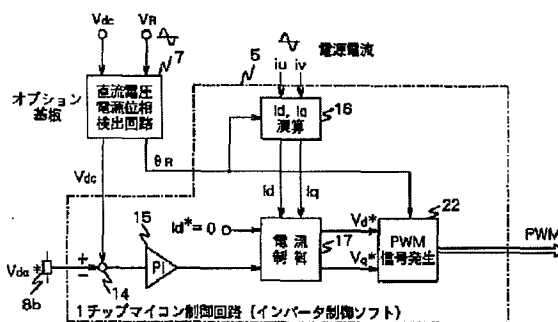 Vdc
VR
7
5
電源電流
iu iv
オプション
基板
直流電圧
電源位相
検出回路
Id, Iq
演算
16
θR
Vdc
Id
Iq
15
Id*=0
22
PI
電流
制御
17
Vd*
Vq*
PWM
信号発生
PWM
Vdc*
8b
+
−
14
1チップマイコン制御回路 (インバータ制御ソフト)